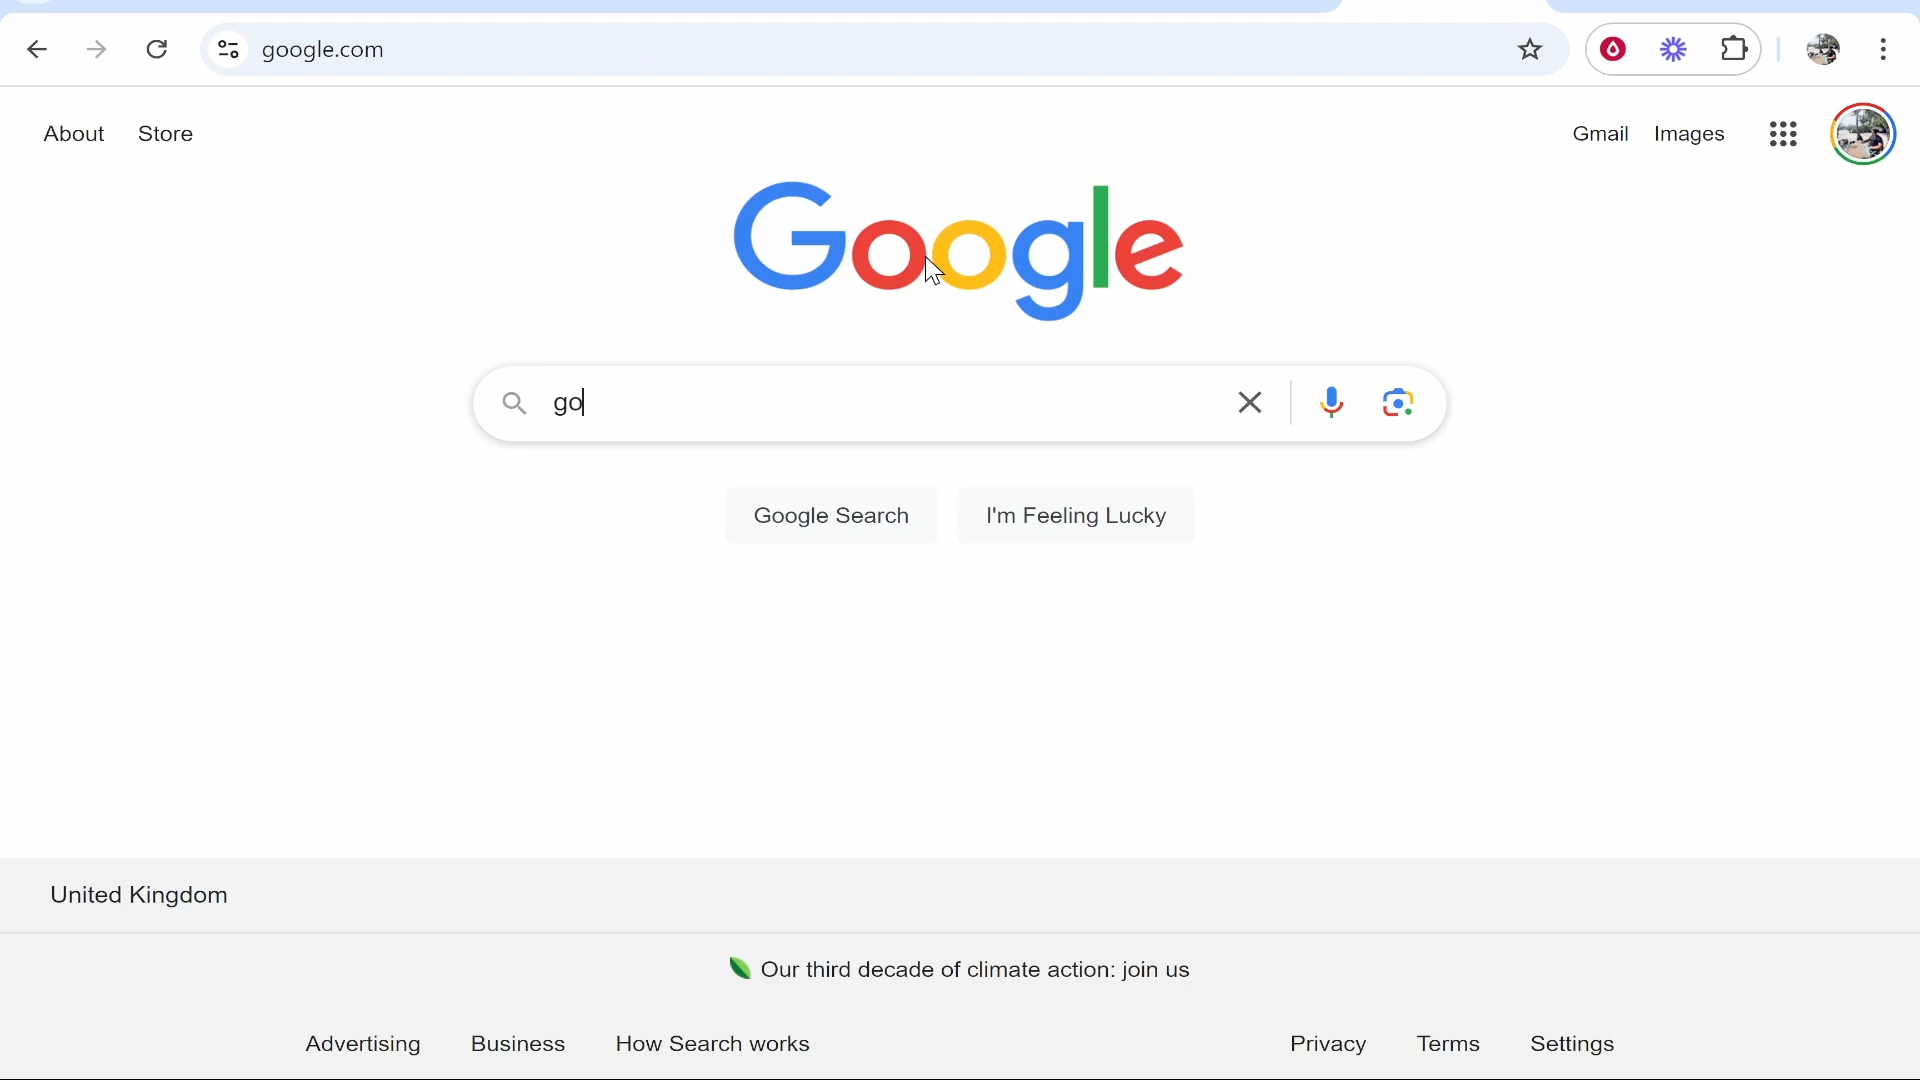 google.com
About Store
Gmail Images
Google
go
Google Search I'm Feeling Lucky
United Kingdom
Our third decade of climate action: join us
Advertising Business How Search works
Privacy Terms Settings